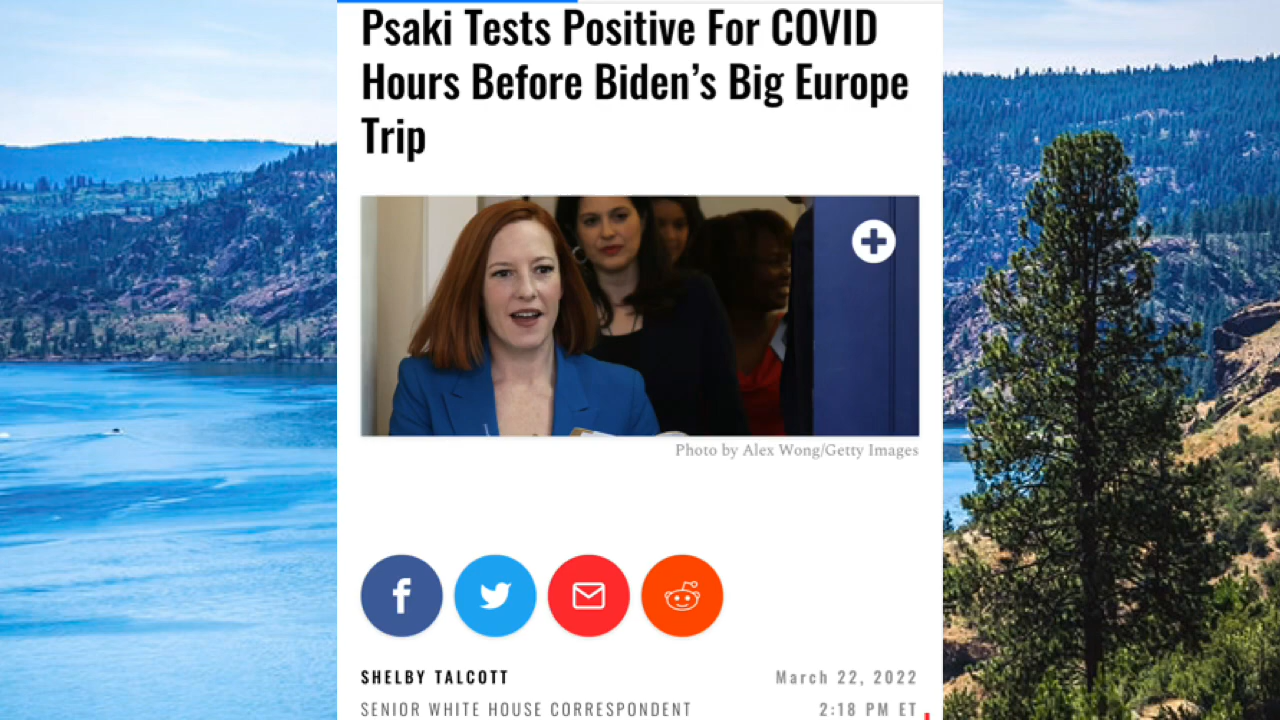 Psaki Tests Positive For COVID
Hours Before Biden’s Big Europe
Trip
Photo by Alex Wong/Getty Images
SHELBY TALCOTT
March 22, 2022
SENIOR WHITE HOUSE CORRESPONDENT
2:18 PM ET